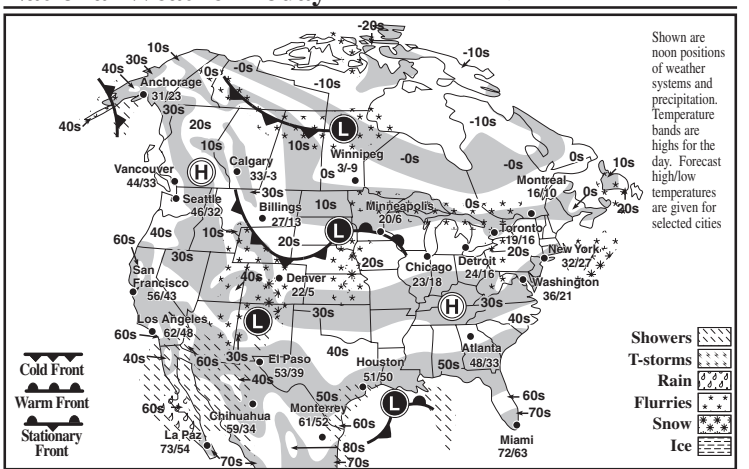 -20s
10s
-10s
30s
40s
0s
-0s
-10s
Anchorage
31/23
30s
40s
20s
-10s
10s
10s
Winnipeg
3/-9
-0s
-0s
0s
10s
Vancouver
44/33
H
Calgary
33/-3
L
0s
Montréal
16/10
0s
20s
30s
Seattle
46/32
Billings
27/13
10s
Minneapolis
20/6
0s
Toronto
19/16
60s
40s
10s
20s
L
20s
New York
32/27
30s
San
Francisco
56/43
40s
Denver
22/5
20s
Chicago
23/18
Detroit
24/16
Washington
36/21
H
30s
Los Angeles
62/48
L
30s
40s
60s
40s
60s
30s
El Paso
53/39
40s
Houston
51/50
Atlanta
48/33
50s
40s
60s
Chihuahua
59/34
50s
Monterrey
61/52
L
60s
60s
70s
La Paz
73/54
70s
80s
70s
Miami
72/63
Shown are
noon positions
of weather
systems and
precipitation.
Temperature
bands are
highs for the
day. Forecast
high/low
temperatures
are given for
selected cities
Cold Front
Warm Front
Stationary
Front
Showers
T-storms
Rain
Flurries
Snow
Ice